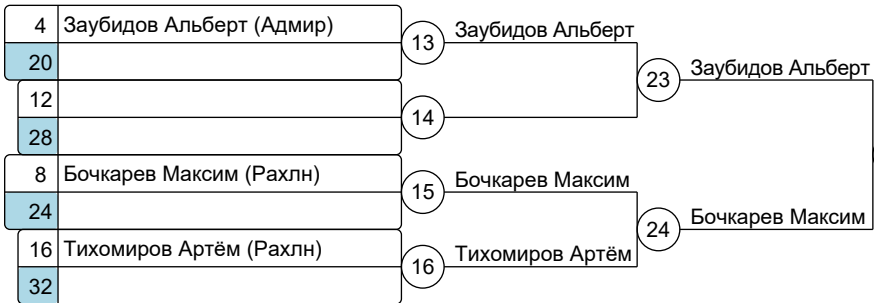 4 Заубидов Альберт (Адмир)
20
12
28
8 Бочкарев Максим (Рахлн)
24
16 Тихомиров Артём (Рахлн)
32
13 Заубидов Альберт
14
15 Бочкарев Максим
16 Тихомиров Артём
23 Заубидов Альберт
24 Бочкарев Максим